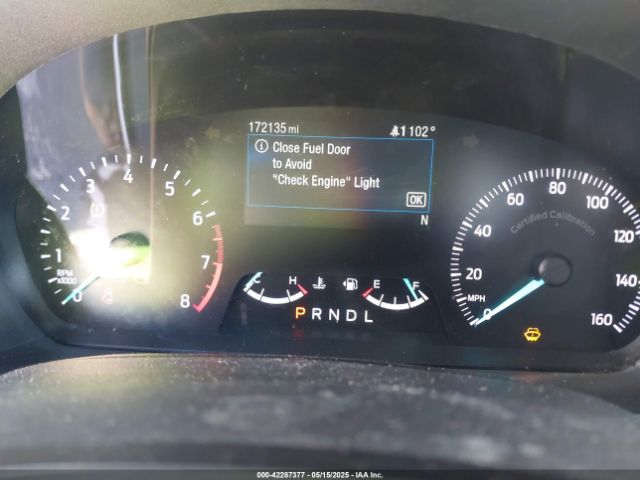 172135 mi
1102°
Close Fuel Door
to Avoid
"Check Engine" Light
OK
N
0 1 2 3 4 5 6 7 8
RPM
x1000
C H E F
P R N D L
0 20 40 60 80 100 120 140 160
Certified Calibration
MPH
000-42287377 - 05/15/2025 - IAA Inc.